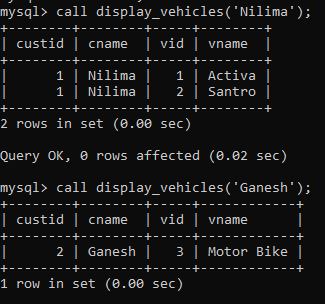 mysql> call display_vehicles('Nilima');
+--------+--------+------+--------+
| custid | cname  | vid  | vname  |
+--------+--------+------+--------+
|      1 | Nilima |    1 | Activa |
|      1 | Nilima |    2 | Santro |
+--------+--------+------+--------+
2 rows in set (0.00 sec)

Query OK, 0 rows affected (0.02 sec)

mysql> call display_vehicles('Ganesh');
+--------+--------+------+------------+
| custid | cname  | vid  | vname      |
+--------+--------+------+------------+
|      2 | Ganesh |    3 | Motor Bike |
+--------+--------+------+------------+
1 row in set (0.00 sec)